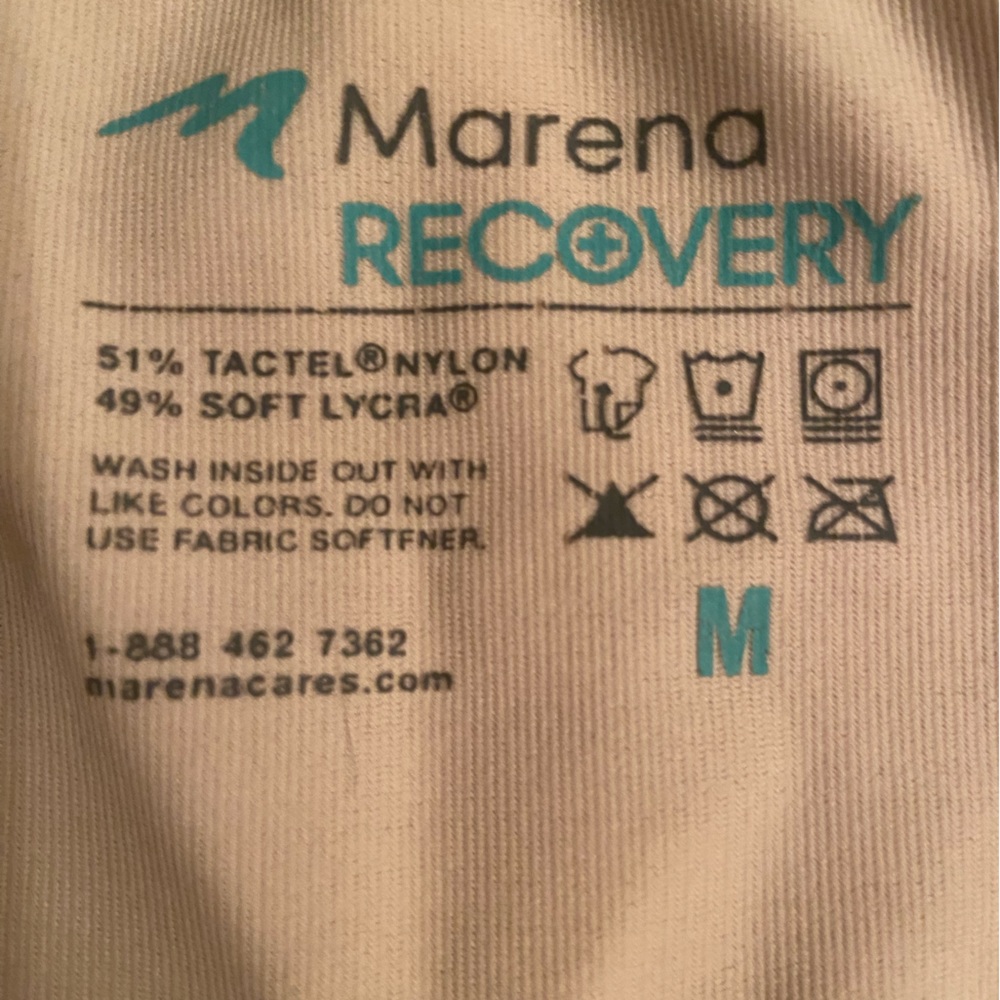 Marena
RECOVERY
51% TACTEL® NYLON
49% SOFT LYCRA®
WASH INSIDE OUT WITH
LIKE COLORS. DO NOT
USE FABRIC SOFTENER.
M
1-888 462 7362
marenacares.com